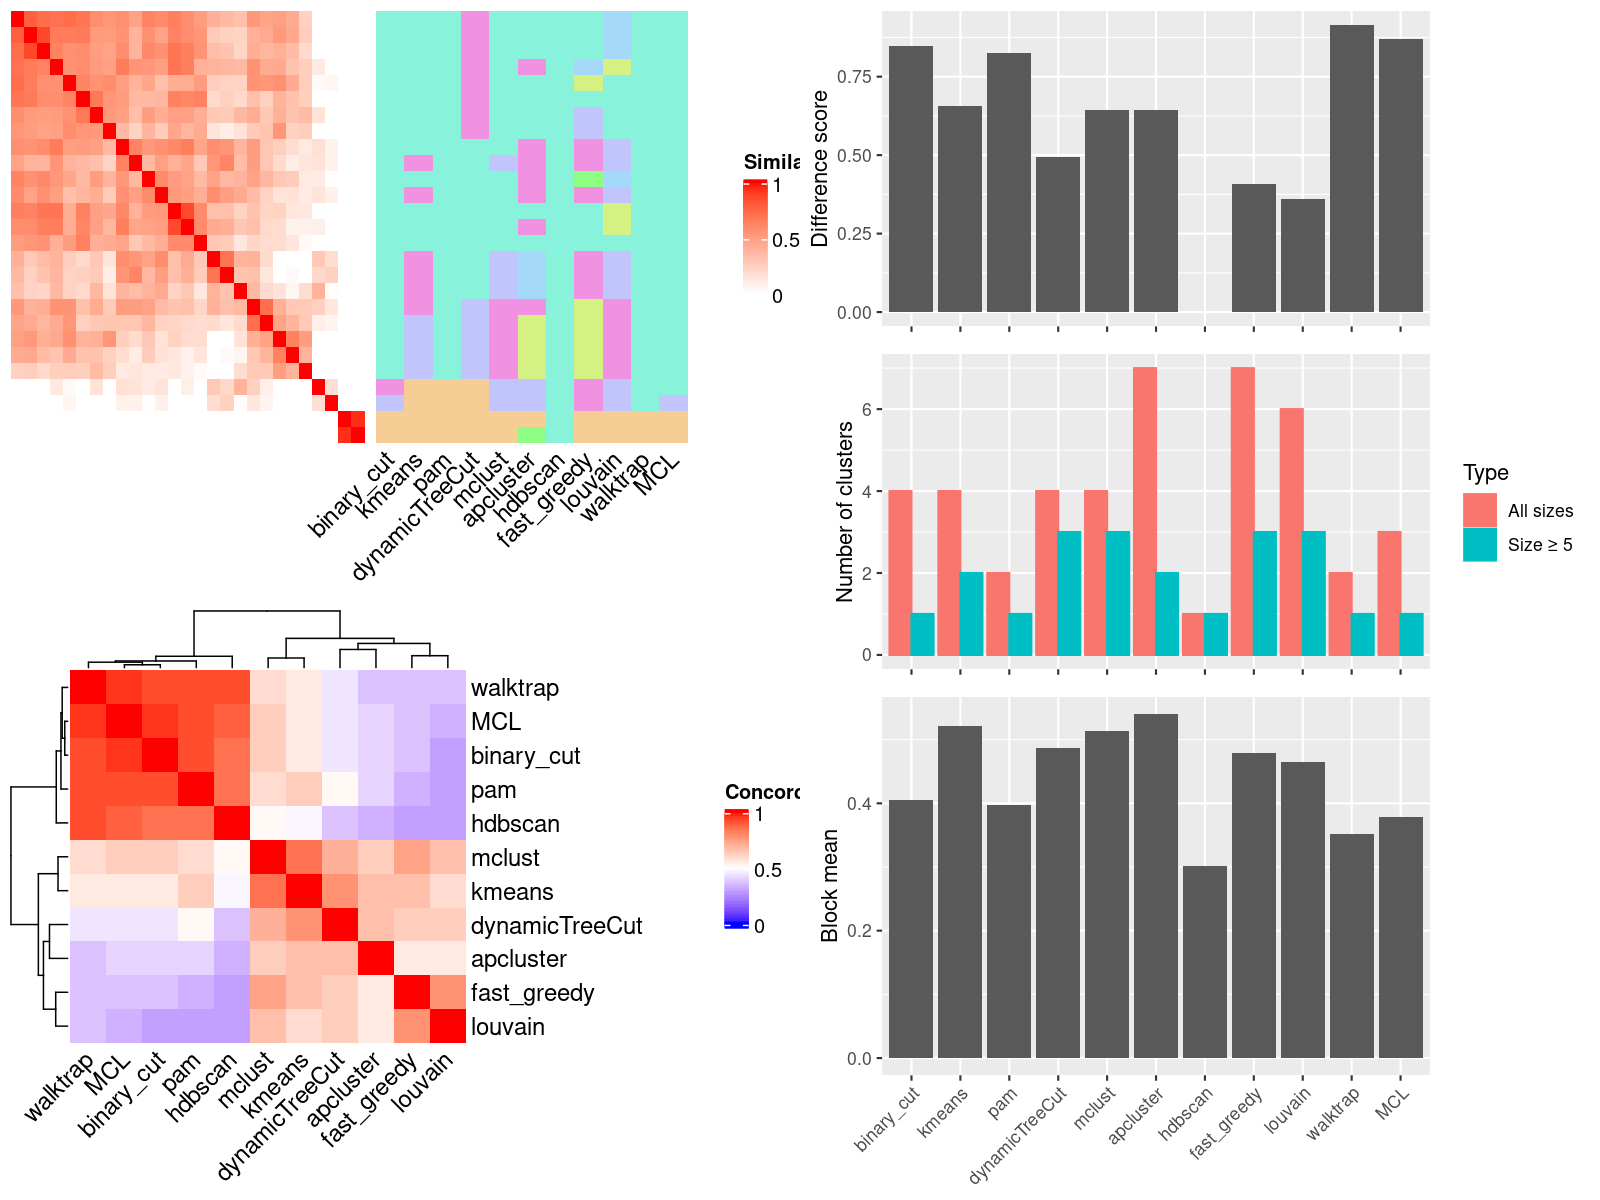 Simila
1
0.5
0
binary_cut
kmeans
pam
dynamicTreeCut
mclust
apcluster
hdbscan
fast_greedy
louvain
walktrap
MCL
walktrap
MCL
binary_cut
pam
hdbscan
mclust
kmeans
dynamicTreeCut
apcluster
fast_greedy
louvain
walktrap
MCL
binary_cut
pam
hdbscan
mclust
kmeans
dynamicTreeCut
apcluster
fast_greedy
louvain
Concord
1
0.5
0
Difference score
0.75
0.50
0.25
0.00
Number of clusters
6
4
2
0
Type
All sizes
Size ≥ 5
Block mean
0.4
0.2
0.0
binary_cut
kmeans
pam
dynamicTreeCut
mclust
apcluster
hdbscan
fast_greedy
louvain
walktrap
MCL